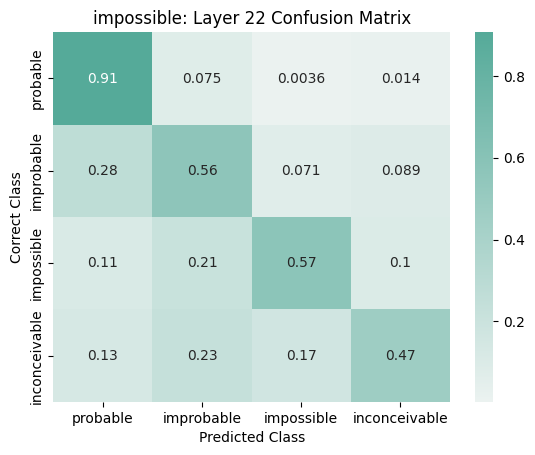 impossible: Layer 22 Confusion Matrix
Correct Class
probable
0.91 0.075 0.0036 0.014
improbable
0.28 0.56 0.071 0.089
impossible
0.11 0.21 0.57 0.1
inconceivable
0.13 0.23 0.17 0.47
probable improbable impossible inconceivable
Predicted Class
0.8
0.6
0.4
0.2